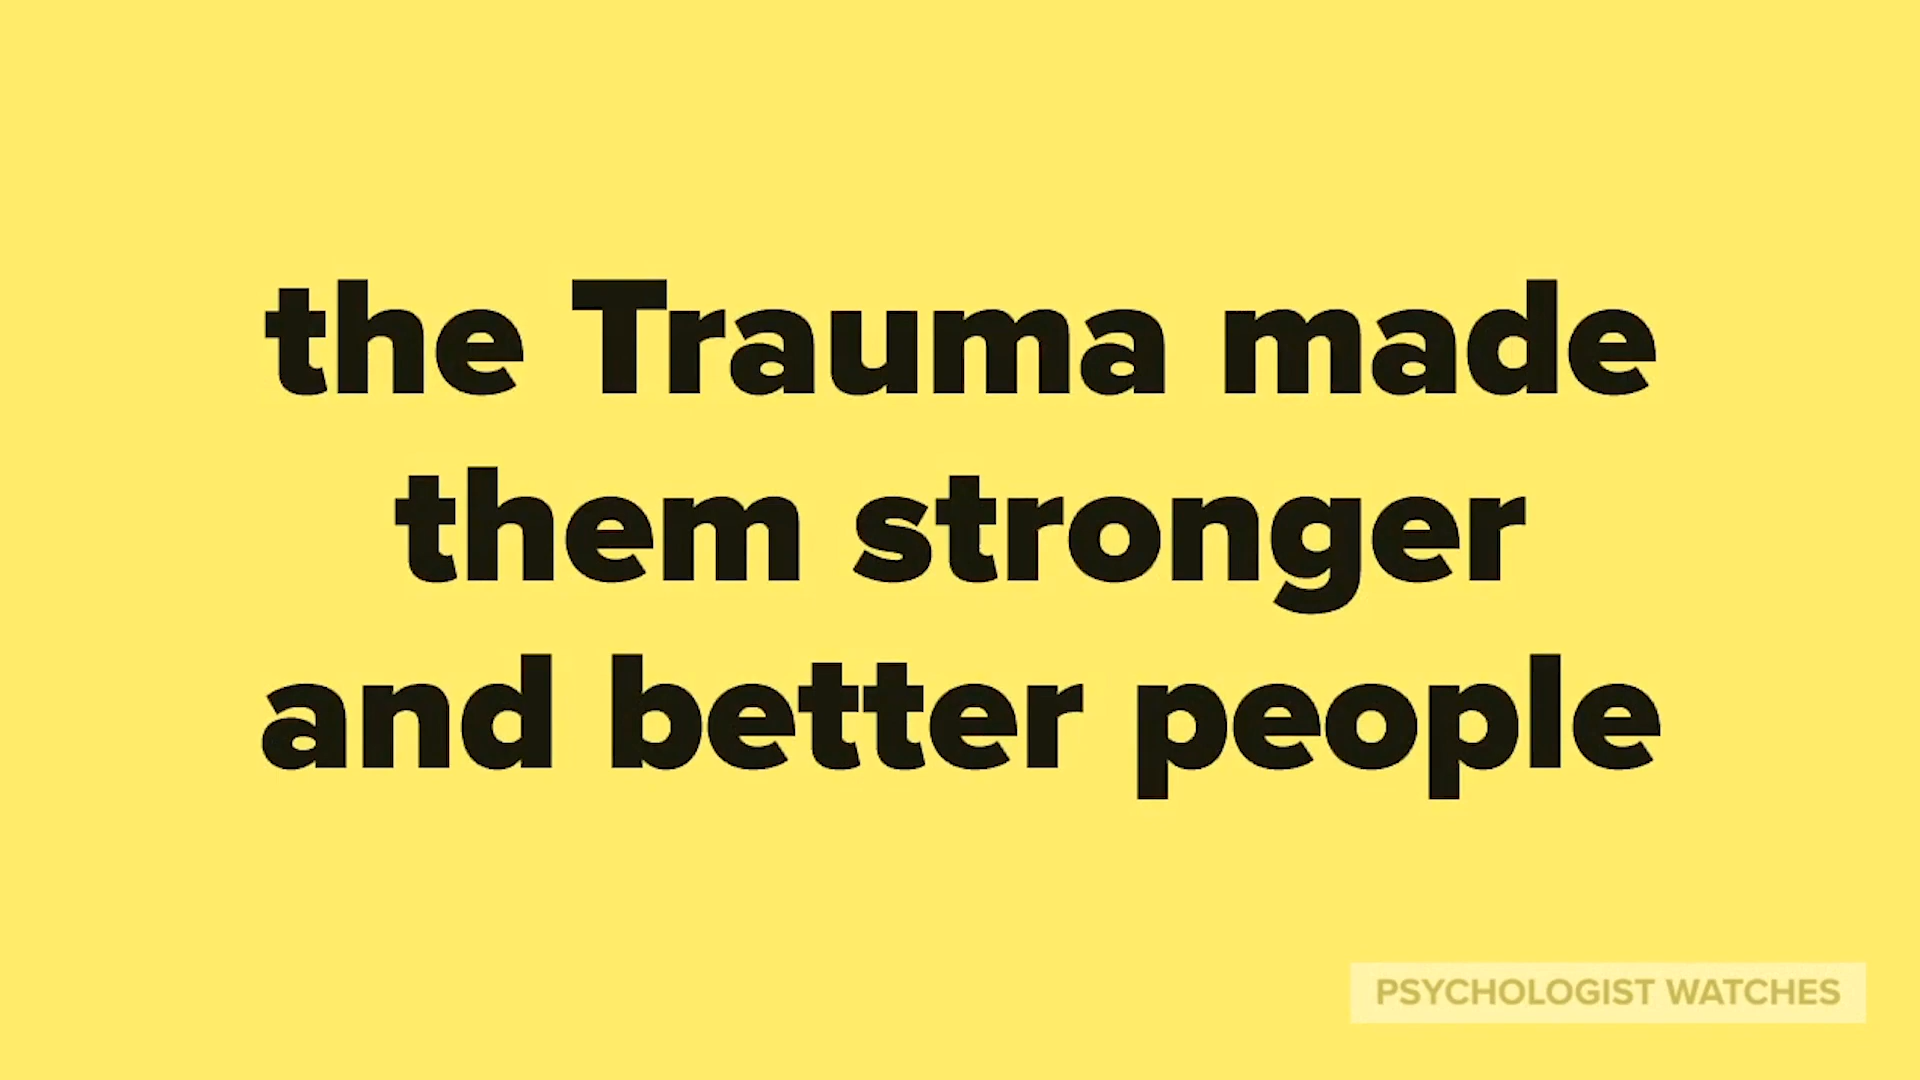 the Trauma made
them stronger
and better people
PSYCHOLOGIST WATCHES